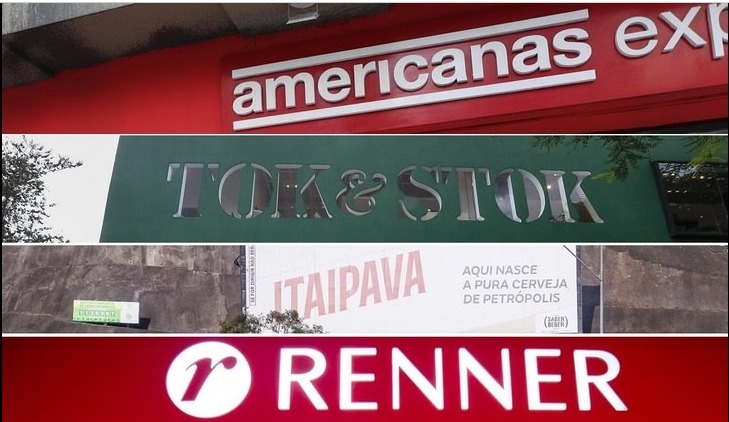 americanas exp
TOK & STOK
ITAIPAVA
AQUI NASCE
A PURA CERVEJA
DE PETRÓPOLIS
(SABER
BEBER)
r RENNER